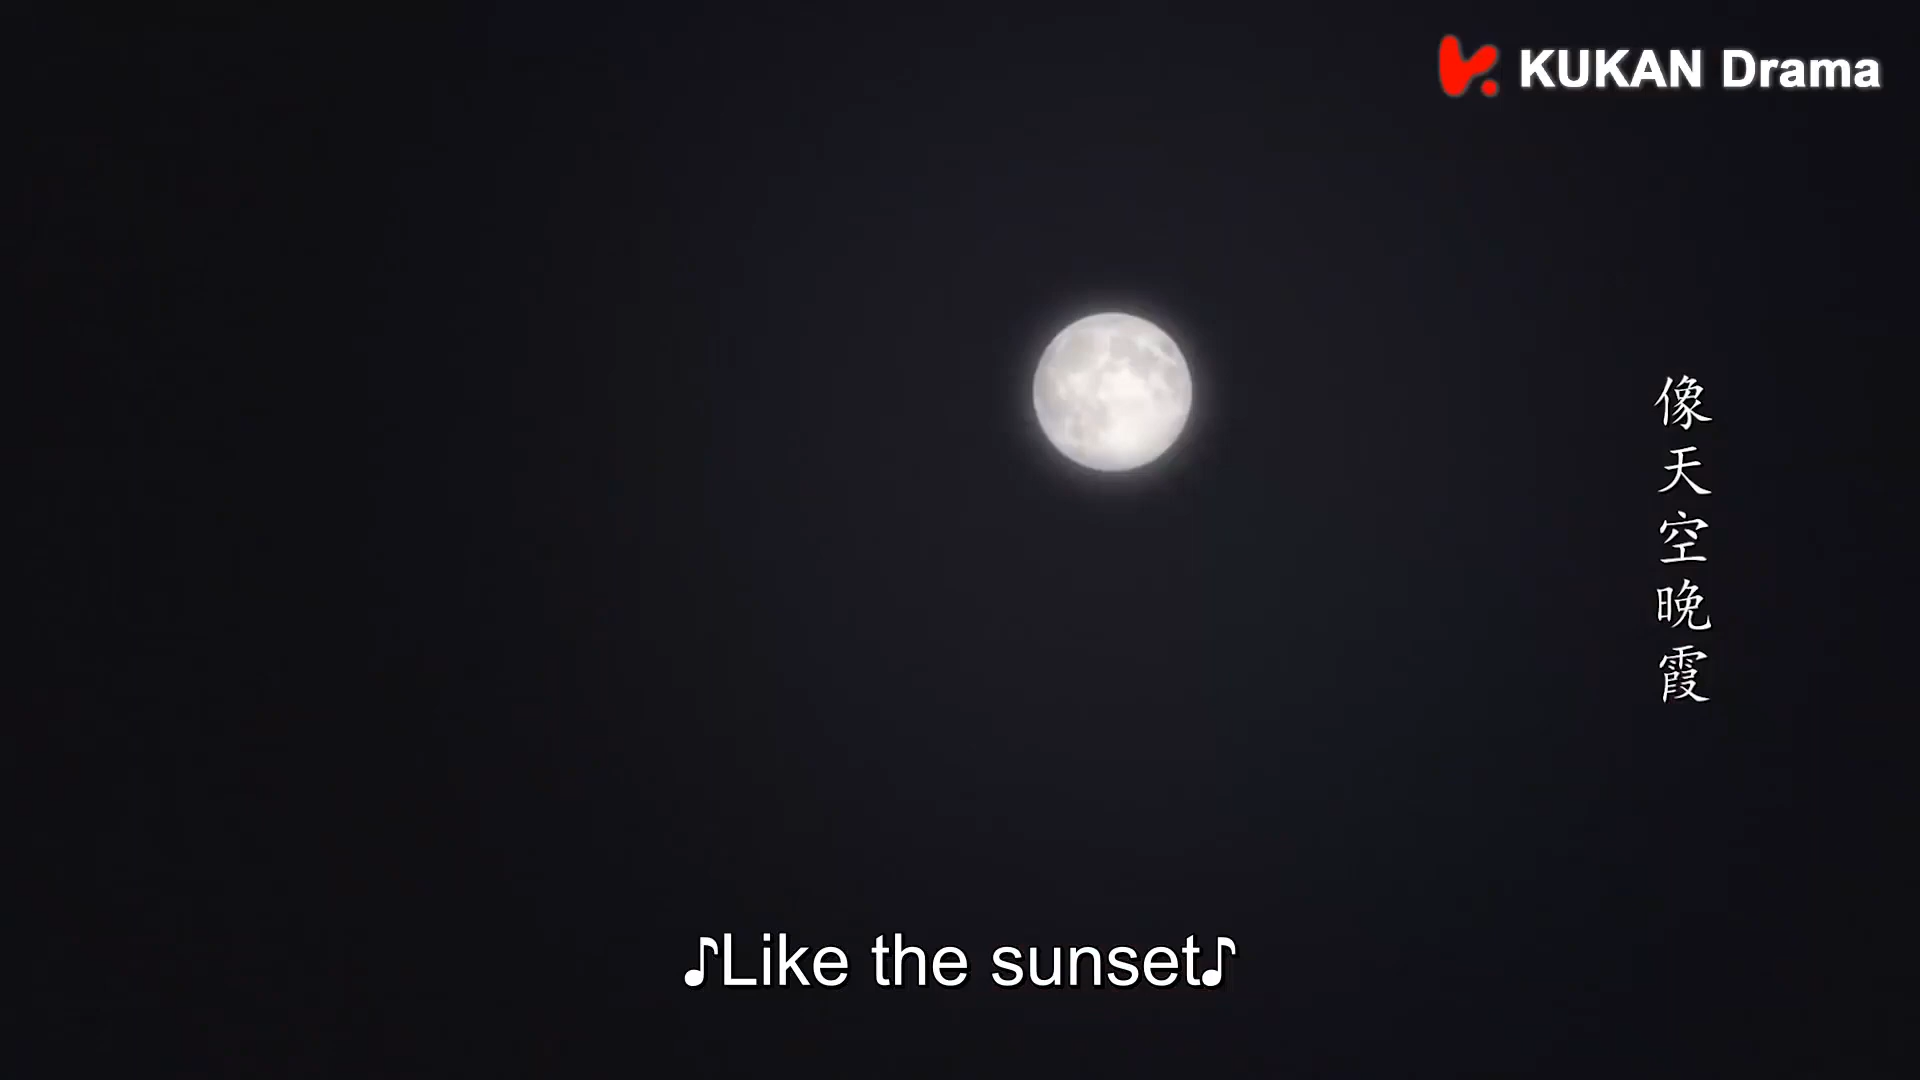 KUKAN Drama
像天空晚霞
♪Like the sunset♪